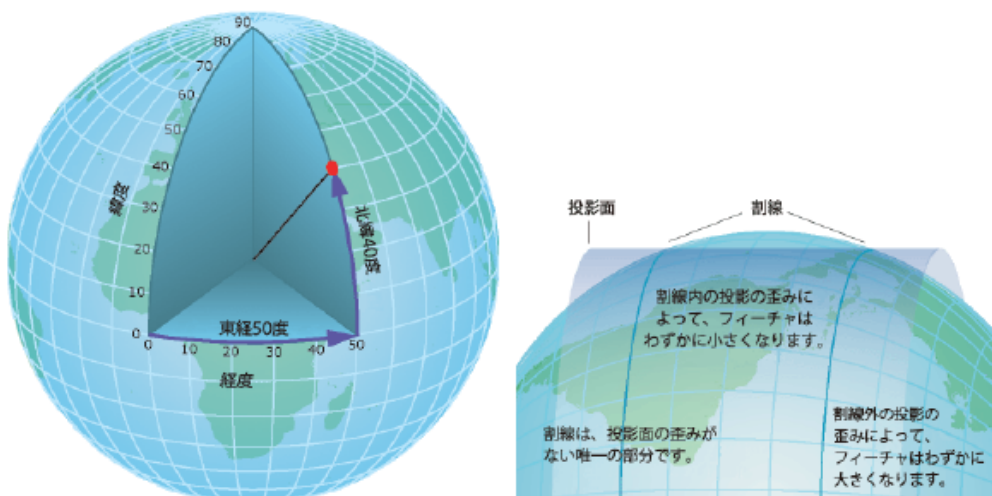 90
80
70
60
50
40
30
20
10
0
緯度
北緯40度
東経50度
0
10
20
30
40
50
経度
投影面
割線
割線内の投影の歪みに
よって、フィーチャは
わずかに小さくなります。
割線は、投影面の歪みが
ない唯一の部分です。
割線外の投影の
歪みによって、
フィーチャはわずかに
大きくなります。